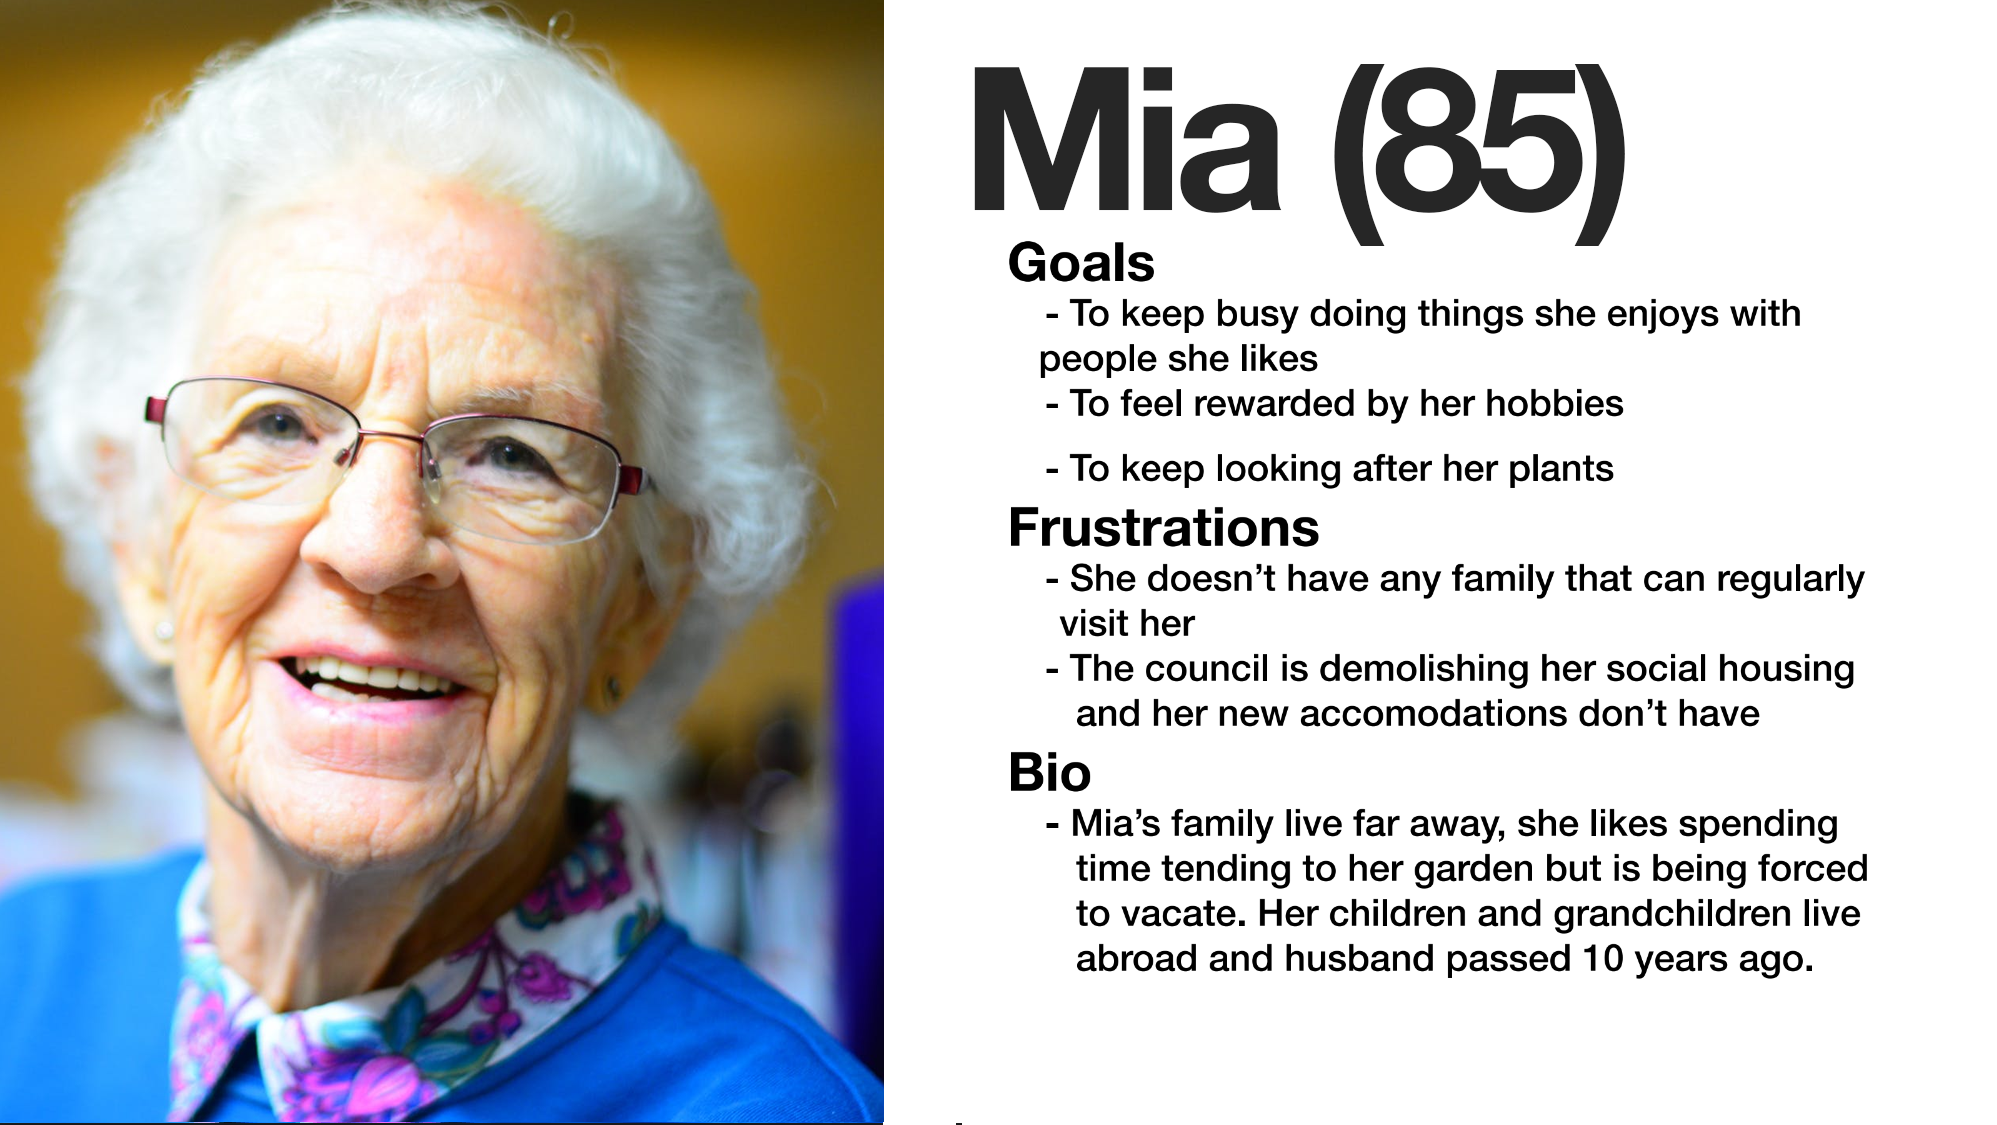 Mia (85)
Goals
- To keep busy doing things she enjoys with
people she likes
- To feel rewarded by her hobbies
- To keep looking after her plants
Frustrations
- She doesn’t have any family that can regularly
visit her
- The council is demolishing her social housing
and her new accomodations don’t have
Bio
- Mia’s family live far away, she likes spending
time tending to her garden but is being forced
to vacate. Her children and grandchildren live
abroad and husband passed 10 years ago.